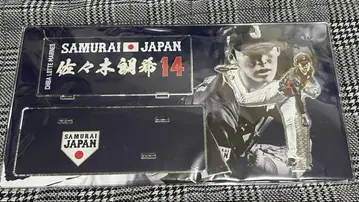 SAMURAI JAPAN
CHIBA LOTTE MARINES
佐々木朗希 14
SAMURAI
JAPAN